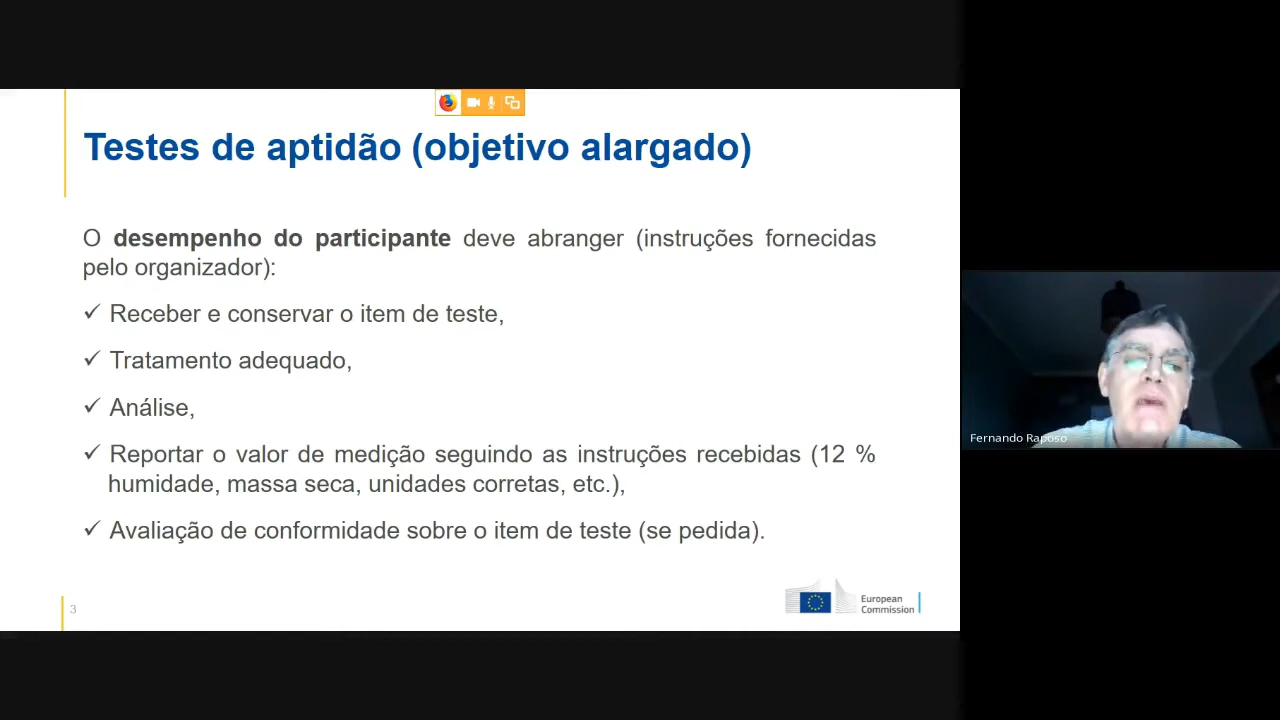 Testes de aptidão (objetivo alargado)
O desempenho do participante deve abranger (instruções fornecidas
pelo organizador):
✓ Receber e conservar o item de teste,
✓ Tratamento adequado,
✓ Análise,
✓ Reportar o valor de medição seguindo as instruções recebidas (12 %
humidade, massa seca, unidades corretas, etc.),
✓ Avaliação de conformidade sobre o item de teste (se pedida).
3
European
Commission
Fernando Raposo